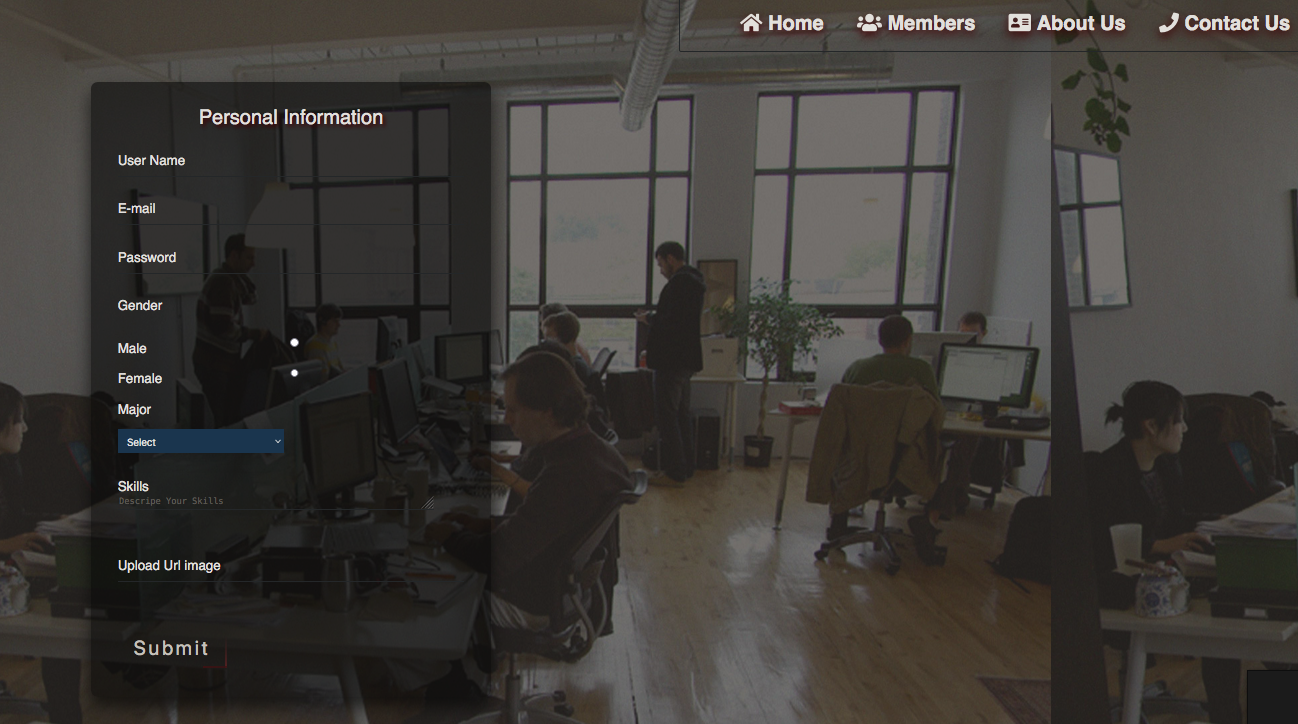 Home Members About Us Contact Us
Personal Information
User Name
E-mail
Password
Gender
Male
Female
Major
Select
Skills
Descripe Your Skills
Upload Url image
Submit